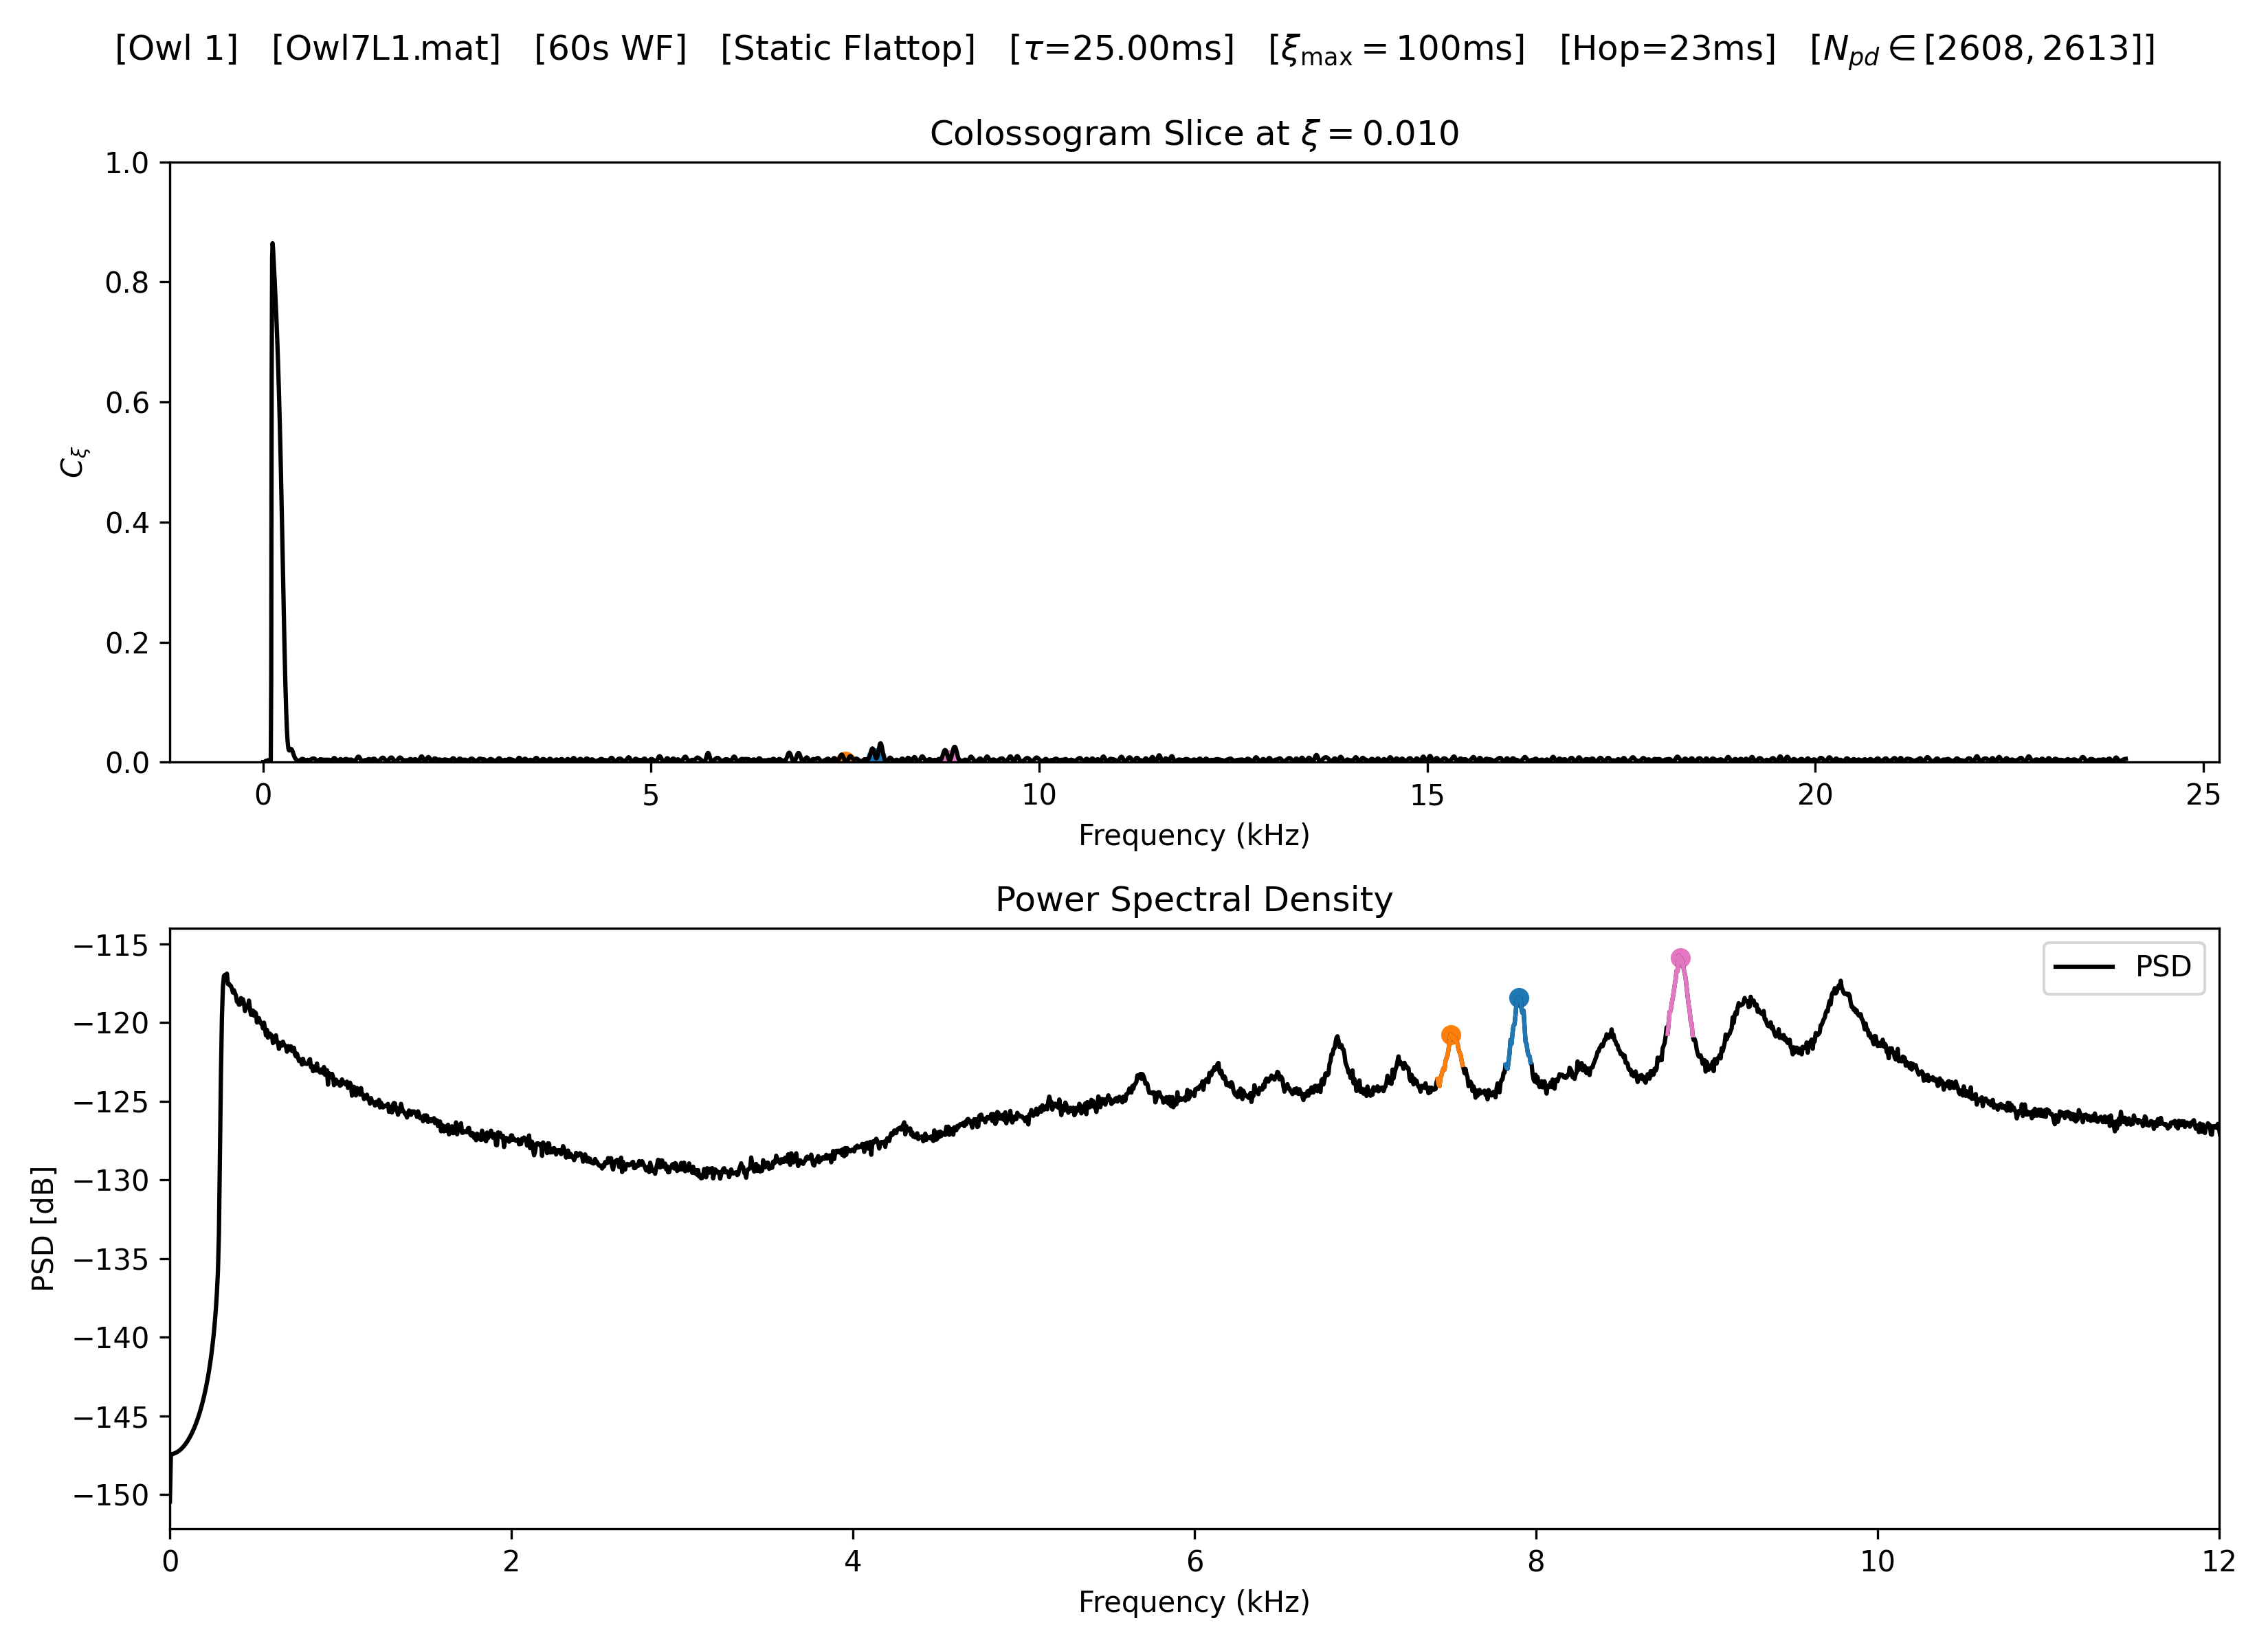 [Owl 1] [Owl7L1.mat] [60s WF] [Static Flattop] [τ=25.00ms] [ξmax = 100ms] [Hop=23ms] [Npd ∈ [2608, 2613]]
Colossogram Slice at ξ = 0.010
1.0
0.8
0.6
0.4
0.2
0.0
Cξ
0 5 10 15 20 25
Frequency (kHz)
Power Spectral Density
PSD
−115
−120
−125
−130
−135
−140
−145
−150
PSD [dB]
0 2 4 6 8 10 12
Frequency (kHz)